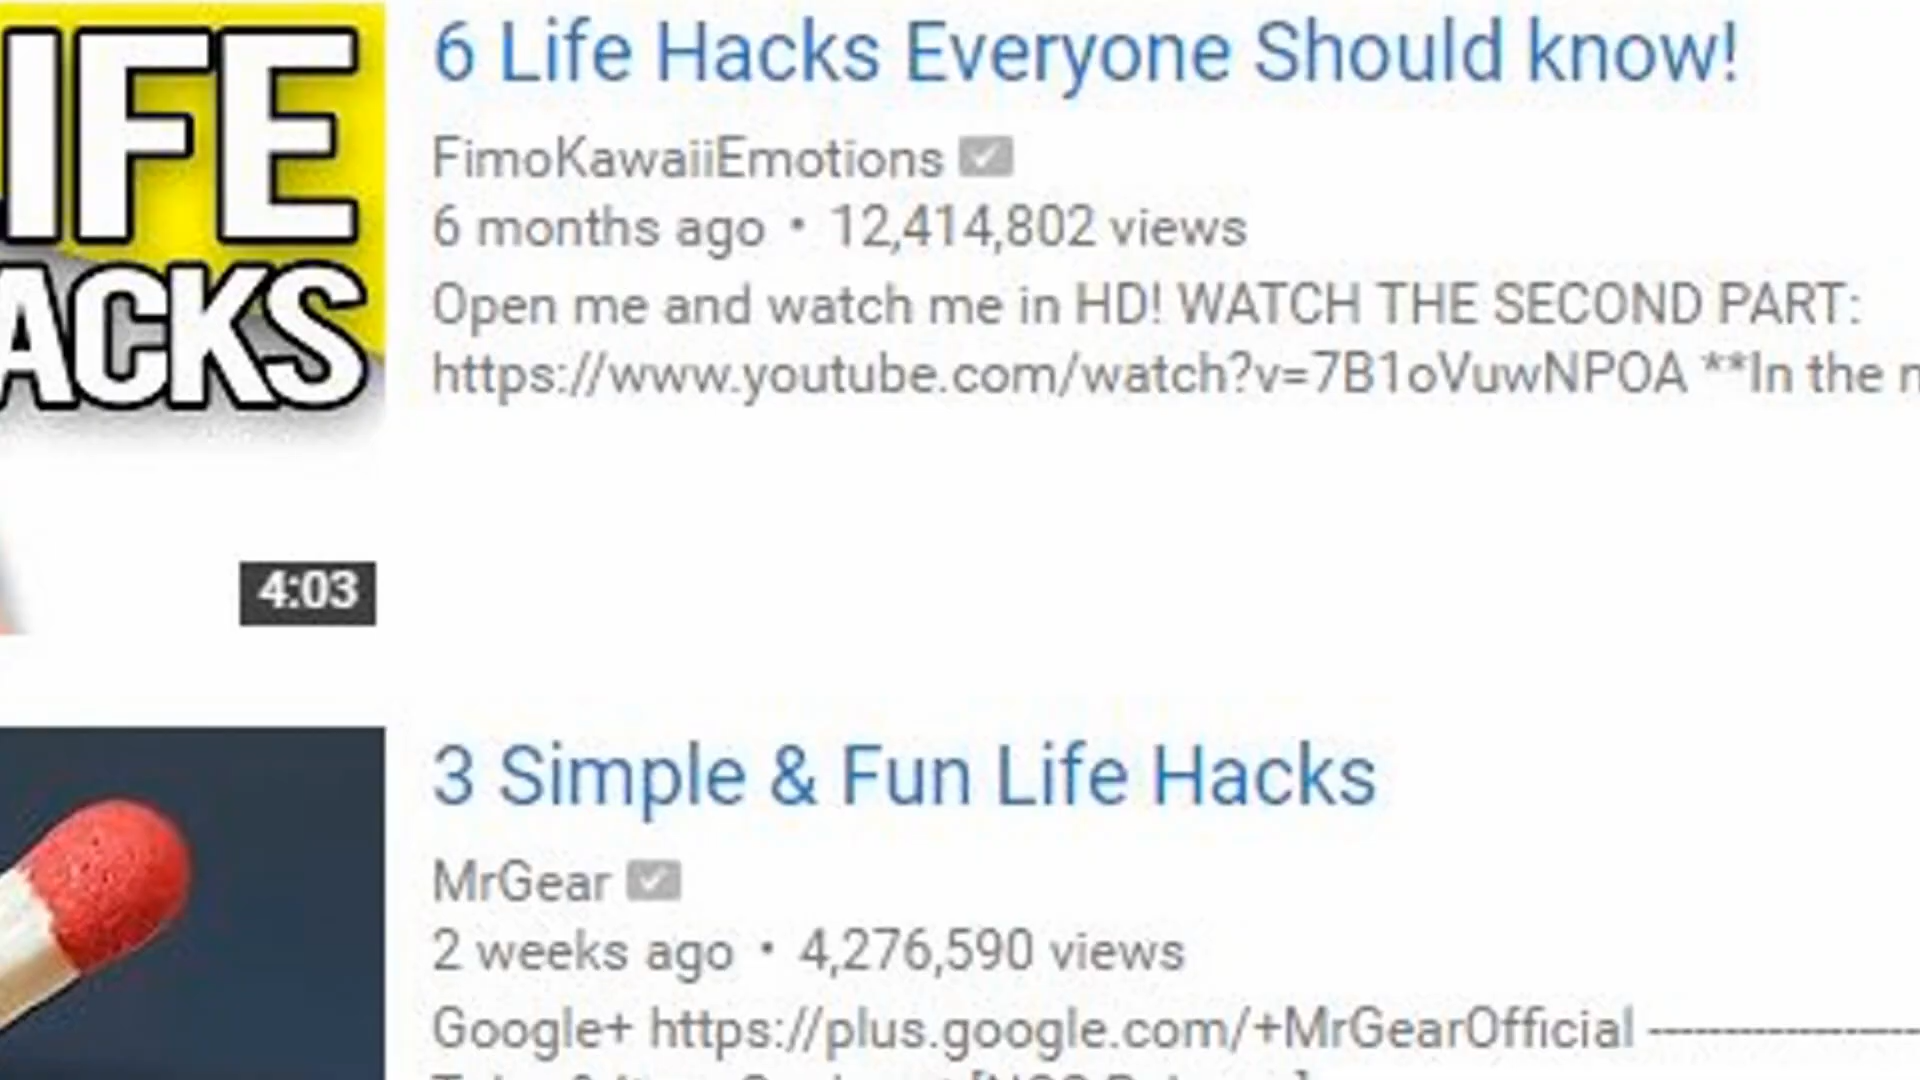 IFE
ACKS
4:03
6 Life Hacks Everyone Should know!
FimoKawaiiEmotions
6 months ago • 12,414,802 views
Open me and watch me in HD! WATCH THE SECOND PART:
https://www.youtube.com/watch?v=7B1oVuwNPOA **In the
3 Simple & Fun Life Hacks
MrGear
2 weeks ago • 4,276,590 views
Google+ https://plus.google.com/+MrGearOfficial ----------------